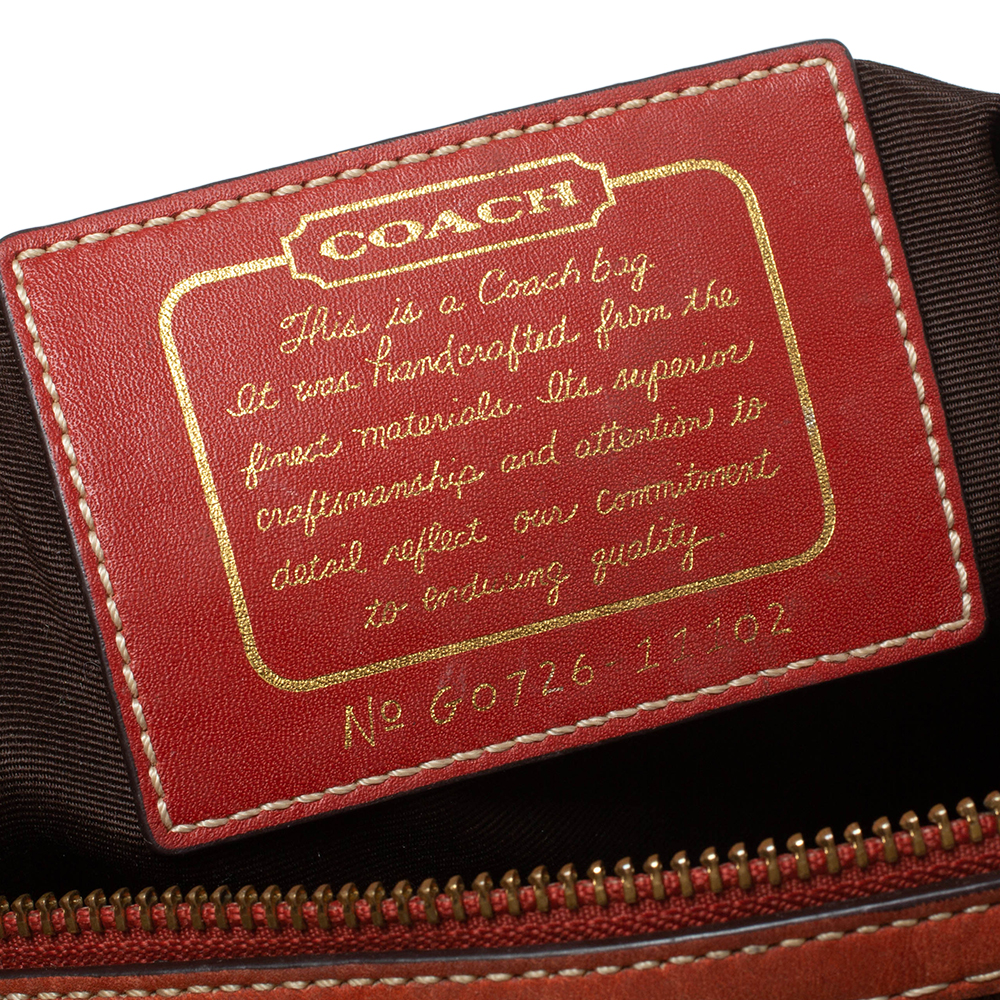 COACH
This is a Coach bag.
It was handcrafted from the
finest materials. Its superior
craftsmanship and attention to
detail reflect our commitment
to enduring quality.
Nº G0726-11102